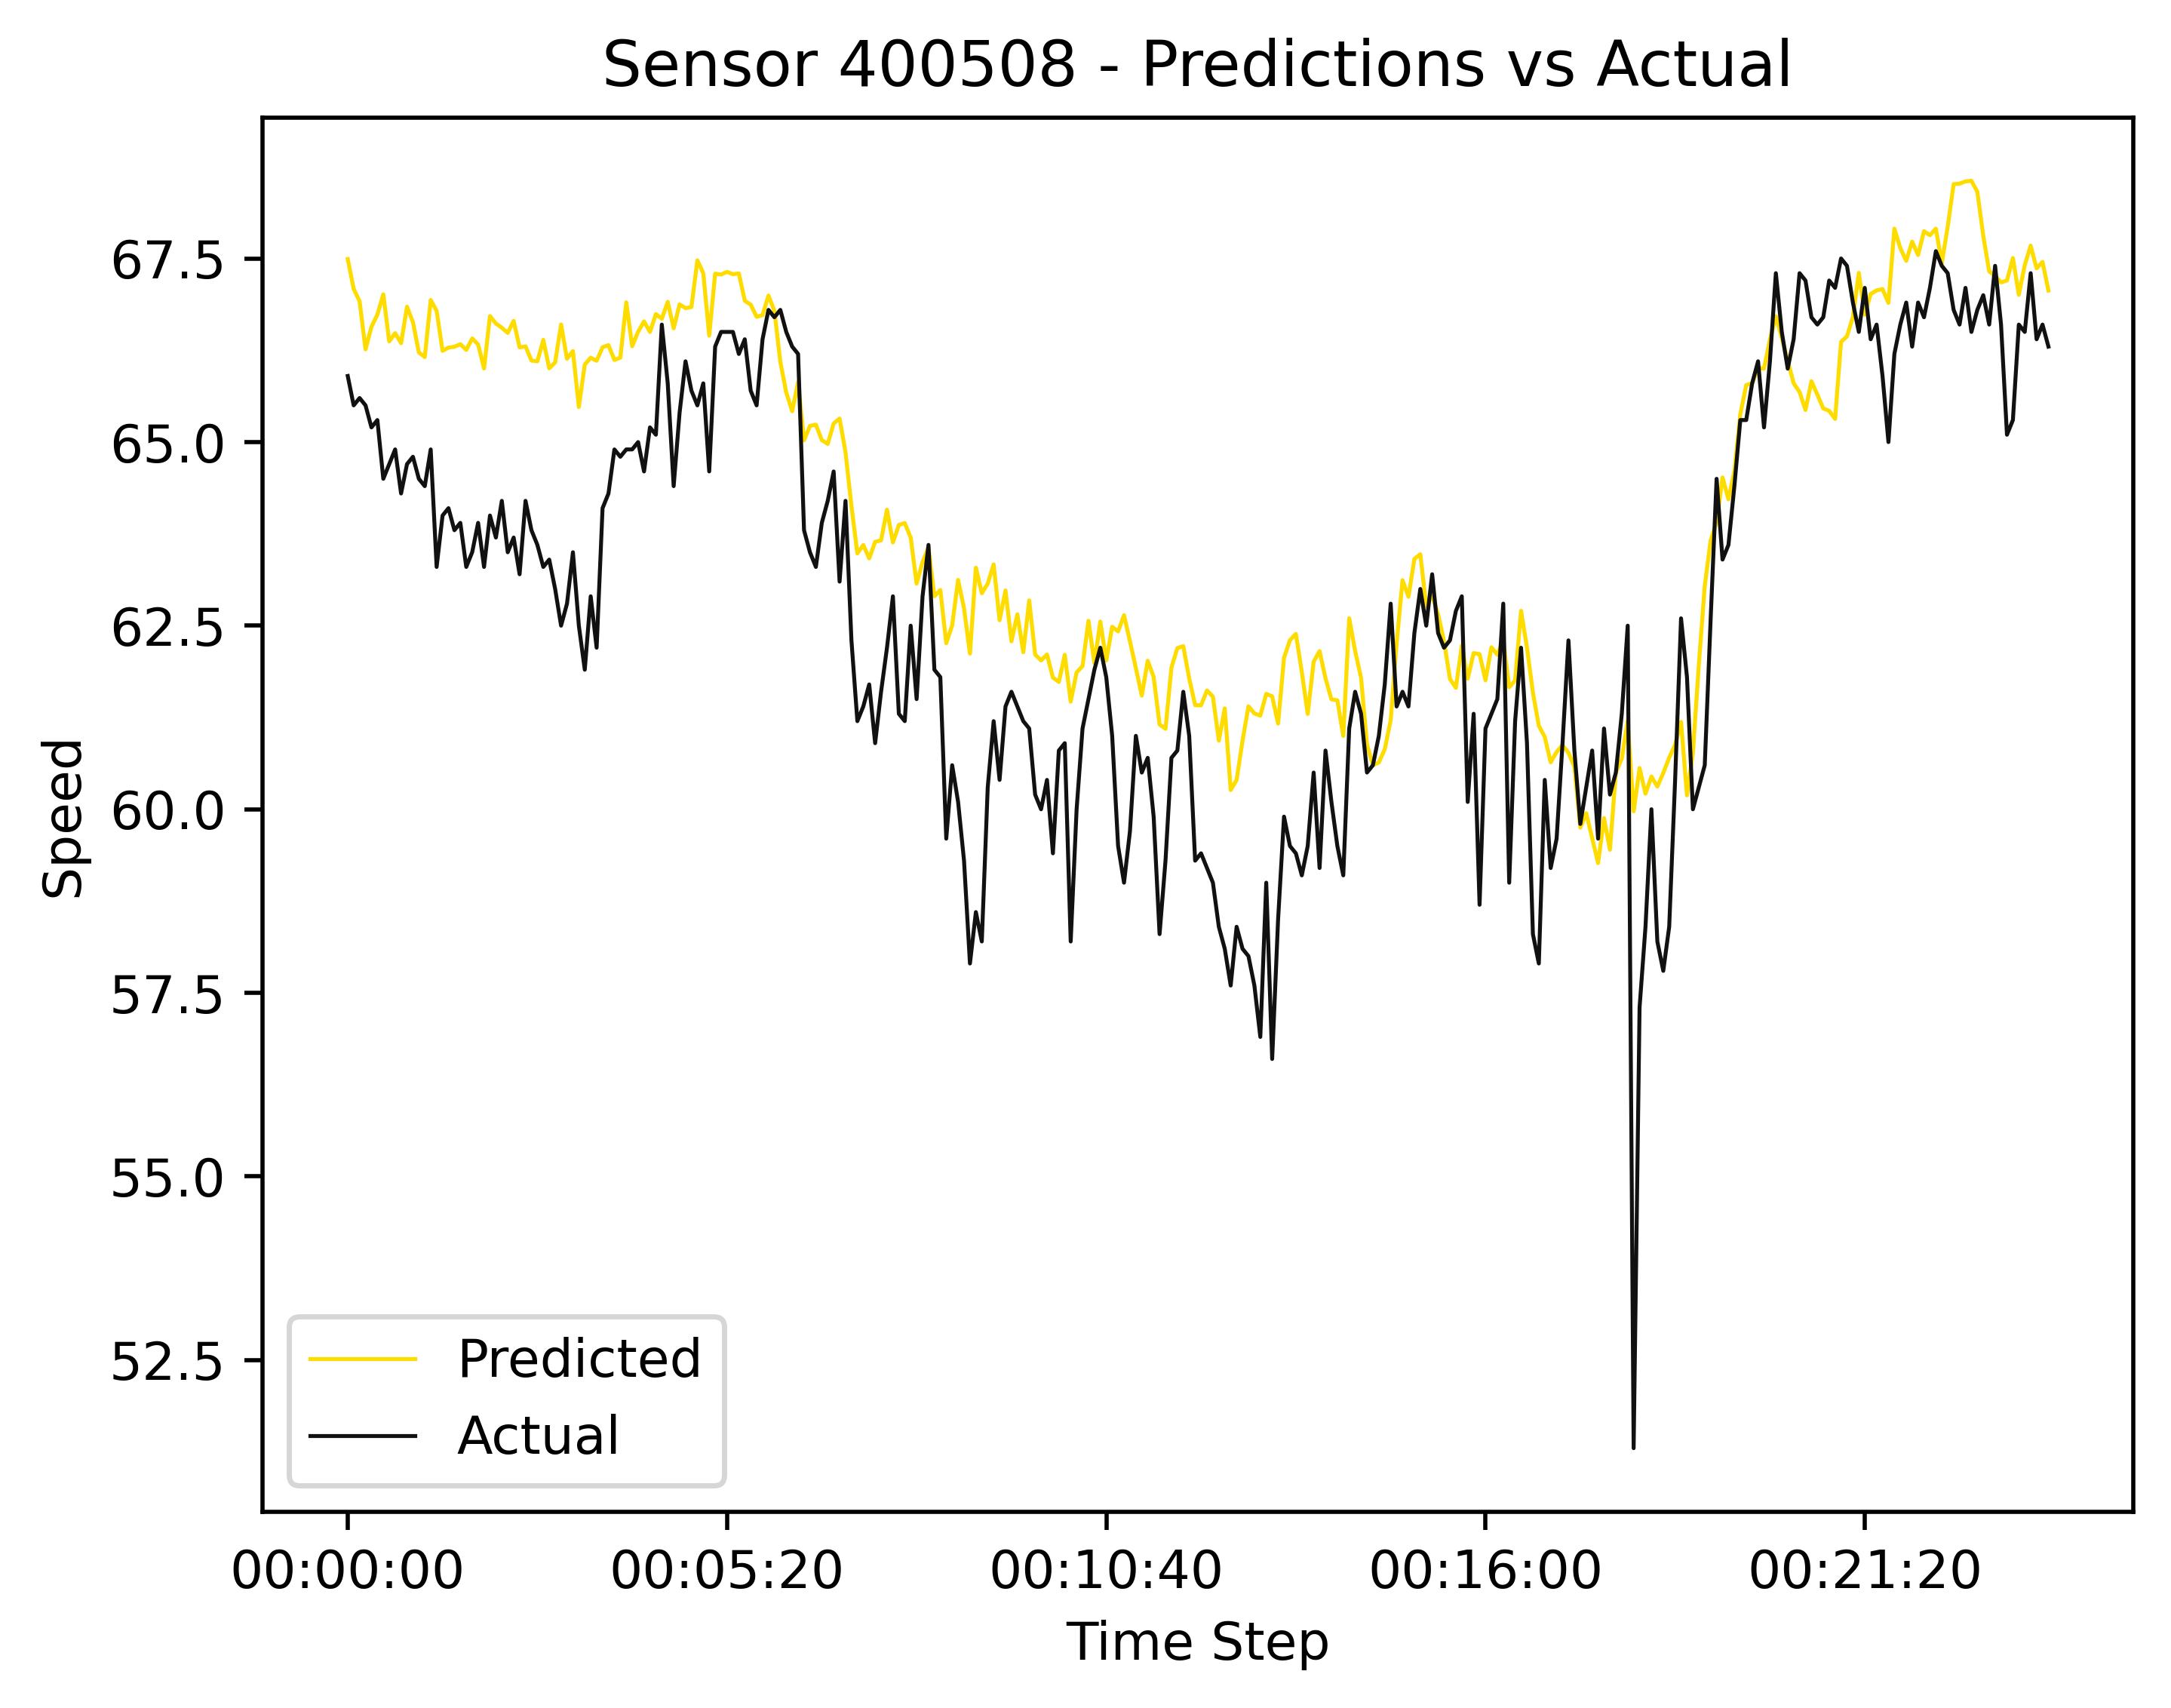 Sensor 400508 - Predictions vs Actual
67.5
65.0
62.5
60.0
57.5
55.0
52.5
Speed
Predicted
Actual
00:00:00 00:05:20 00:10:40 00:16:00 00:21:20
Time Step